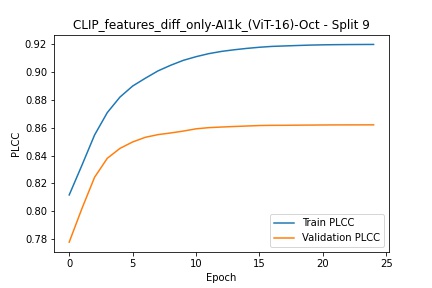 CLIP_features_diff_only-AI1k_(ViT-16)-Oct - Split 9
PLCC
0.92
0.90
0.88
0.86
0.84
0.82
0.80
0.78
Train PLCC
Validation PLCC
0 5 10 15 20 25
Epoch